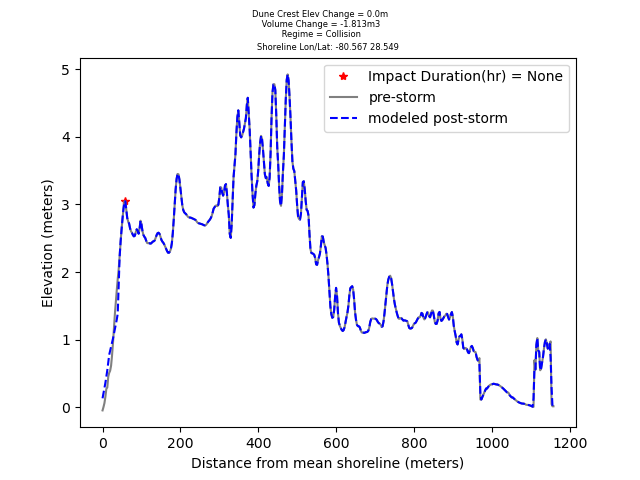 Dune Crest Elev Change = 0.0m
Volume Change = -1.813m3
Regime = Collision
Shoreline Lon/Lat: -80.567 28.549
Impact Duration(hr) = None
pre-storm
modeled post-storm
5
4
3
2
1
0
Elevation (meters)
0 200 400 600 800 1000 1200
Distance from mean shoreline (meters)